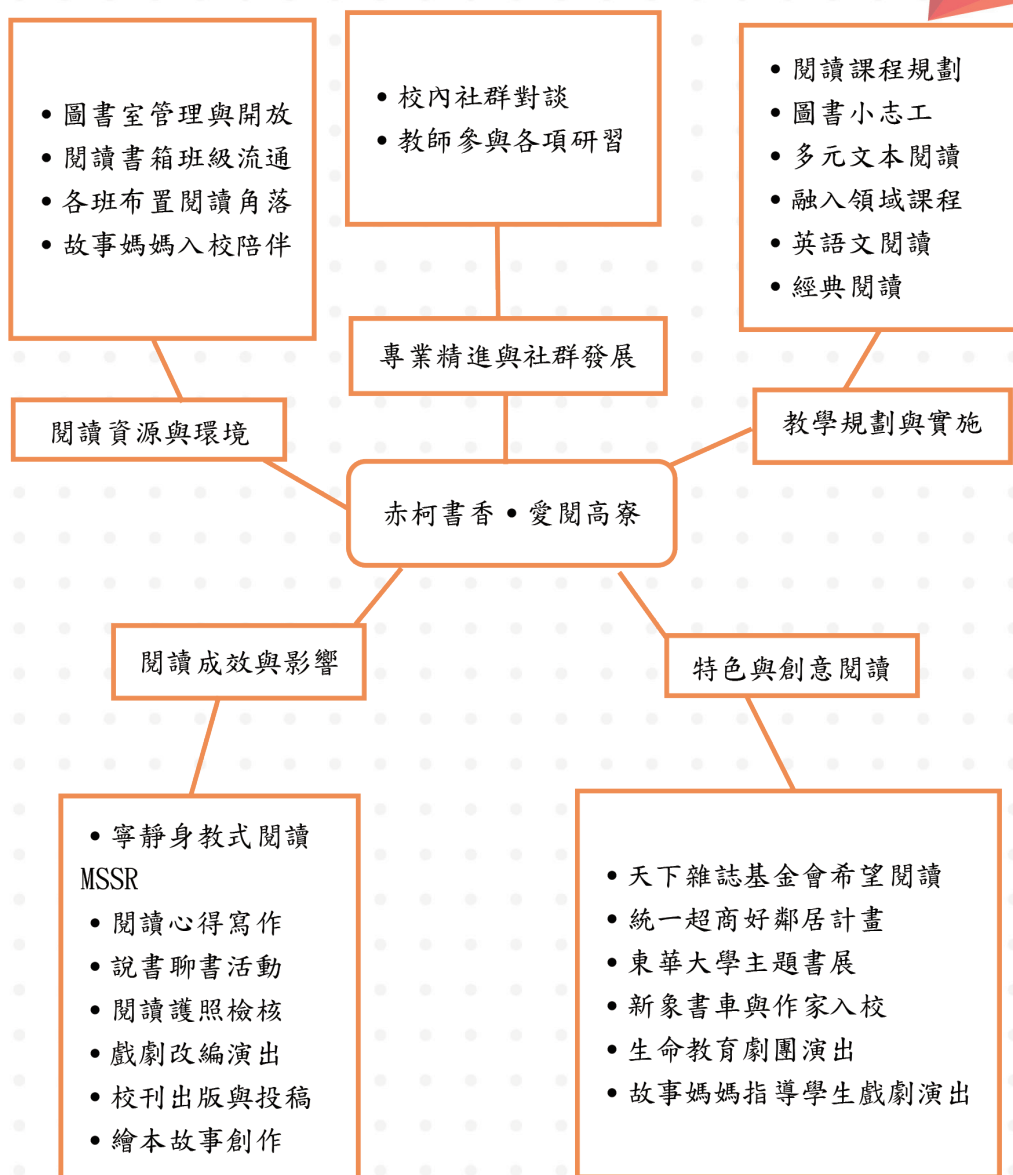 • 圖書室管理與開放
• 閱讀書箱班級流通
• 各班布置閱讀角落
• 故事媽媽入校陪伴
• 校內社群對談
• 教師參與各項研習
• 閱讀課程規劃
• 圖書小志工
• 多元文本閱讀
• 融入領域課程
• 英語文閱讀
• 經典閱讀
閱讀資源與環境
專業精進與社群發展
教學規劃與實施
赤柯書香•愛閱高寮
閱讀成效與影響
特色與創意閱讀
• 寧靜身教式閱讀
MSSR
• 閱讀心得寫作
• 說書聊書活動
• 閱讀護照檢核
• 戲劇改編演出
• 校刊出版與投稿
• 繪本故事創作
• 天下雜誌基金會希望閱讀
• 統一超商好鄰居計畫
• 東華大學主題書展
• 新象書車與作家入校
• 生命教育劇團演出
• 故事媽媽指導學生戲劇演出